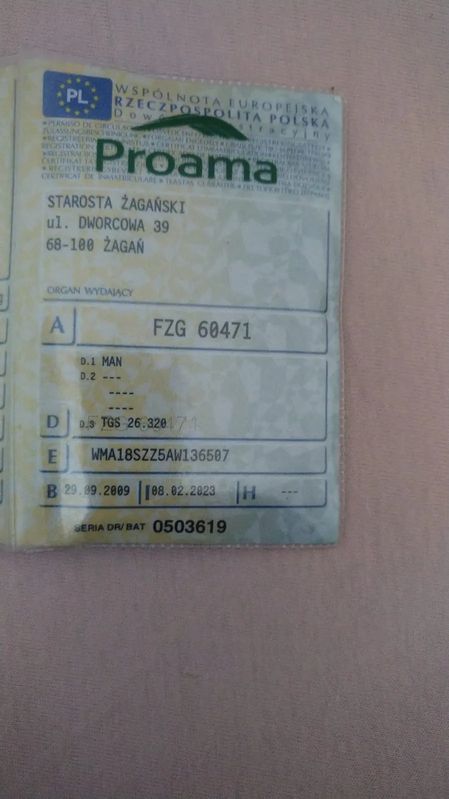 PL
WSPÓLNOTA EUROPEJSKA
RZECZPOSPOLITA POLSKA
Proama
STAROSTA ŻAGAŃSKI
ul. DWORCOWA 39
68-100 ŻAGAŃ
ORGAN WYDAJĄCY
A FZG 60471
D.1 MAN
D.2 ---
----
----
D D.3 TGS 26.320
E WMA18SZZ5AW136507
B 29.09.2009 I 08.02.2023 H ---
SERIA DR/BAT 0503619